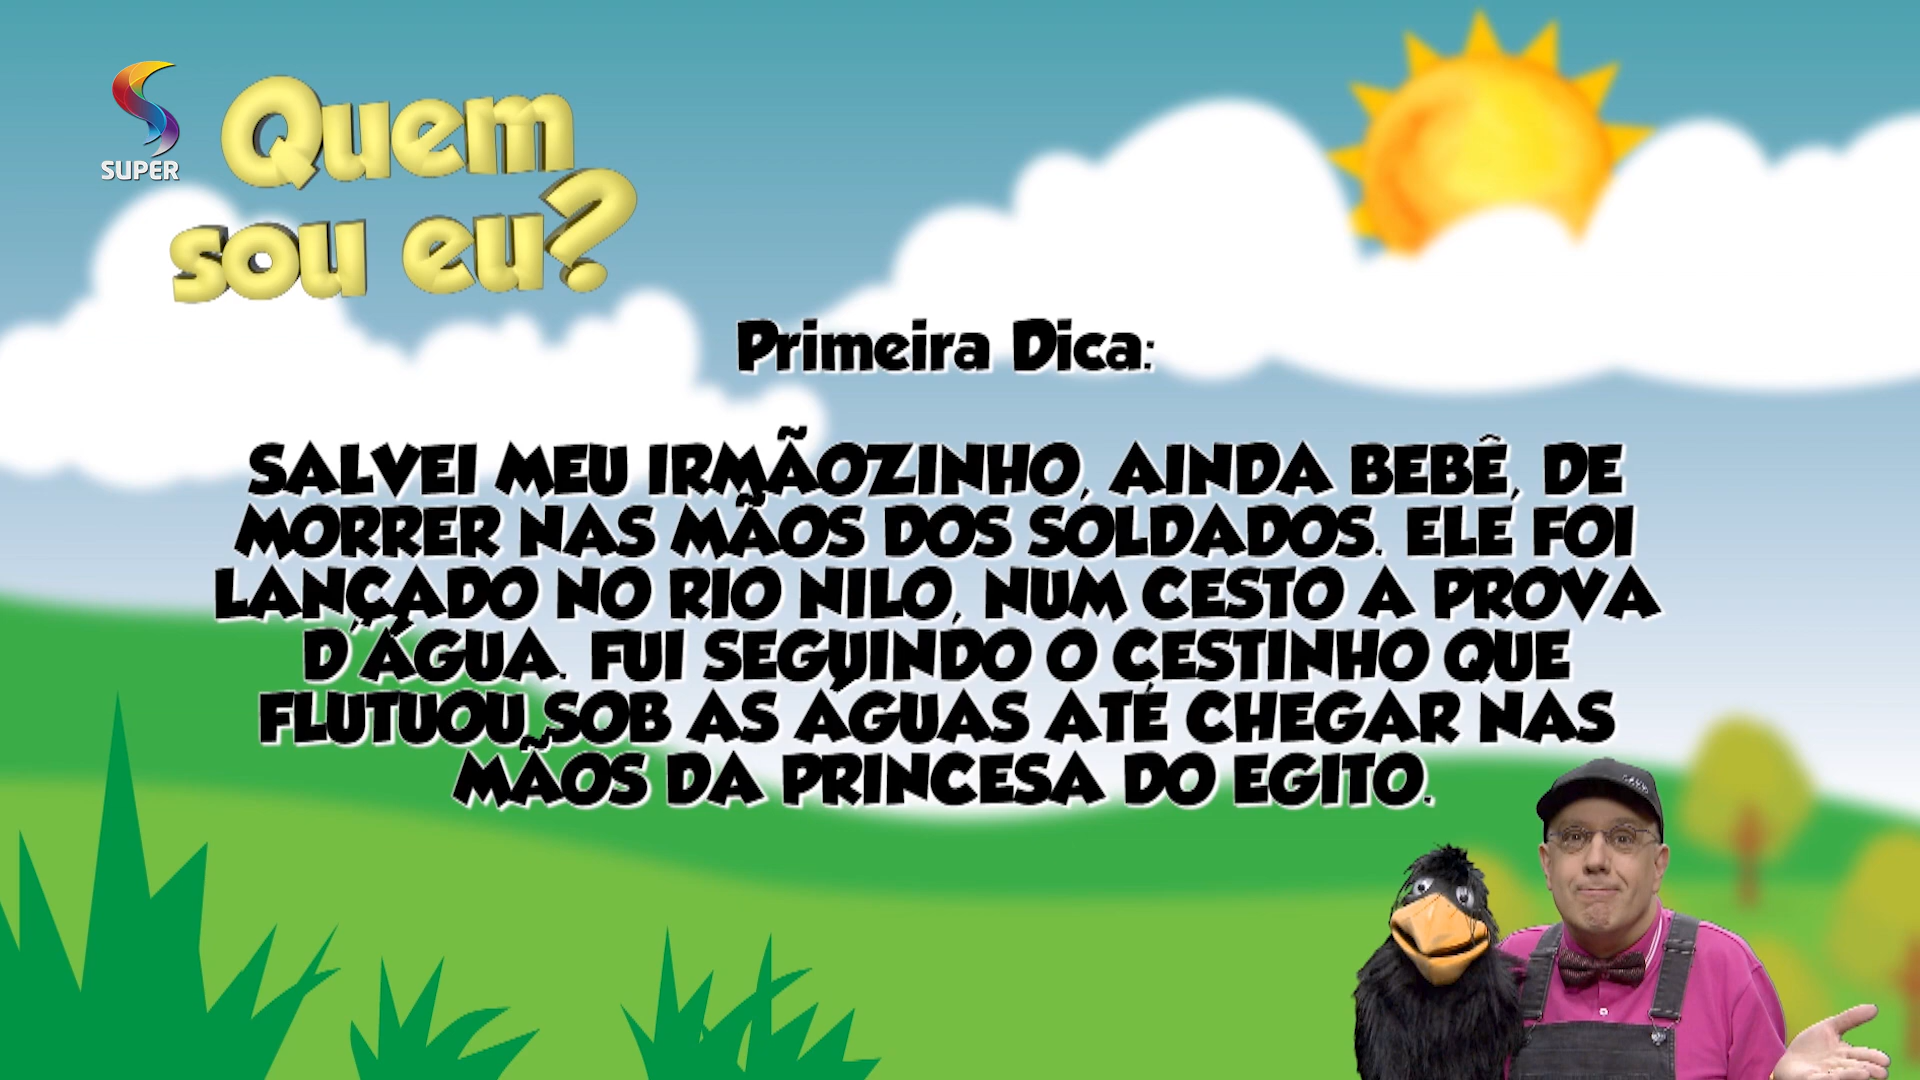 SUPER
Quem
sou eu?
Primeira Dica:
SALVEI MEU IRMÃOZINHO, AINDA BEBÊ, DE
MORRER NAS MÃOS DOS SOLDADOS. ELE FOI
LANÇADO NO RIO NILO, NUM CESTO A PROVA
D'ÁGUA. FUI SEGUINDO O CESTINHO QUE
FLUTUOU SOB AS ÁGUAS ATÉ CHEGAR NAS
MÃOS DA PRINCESA DO EGITO.